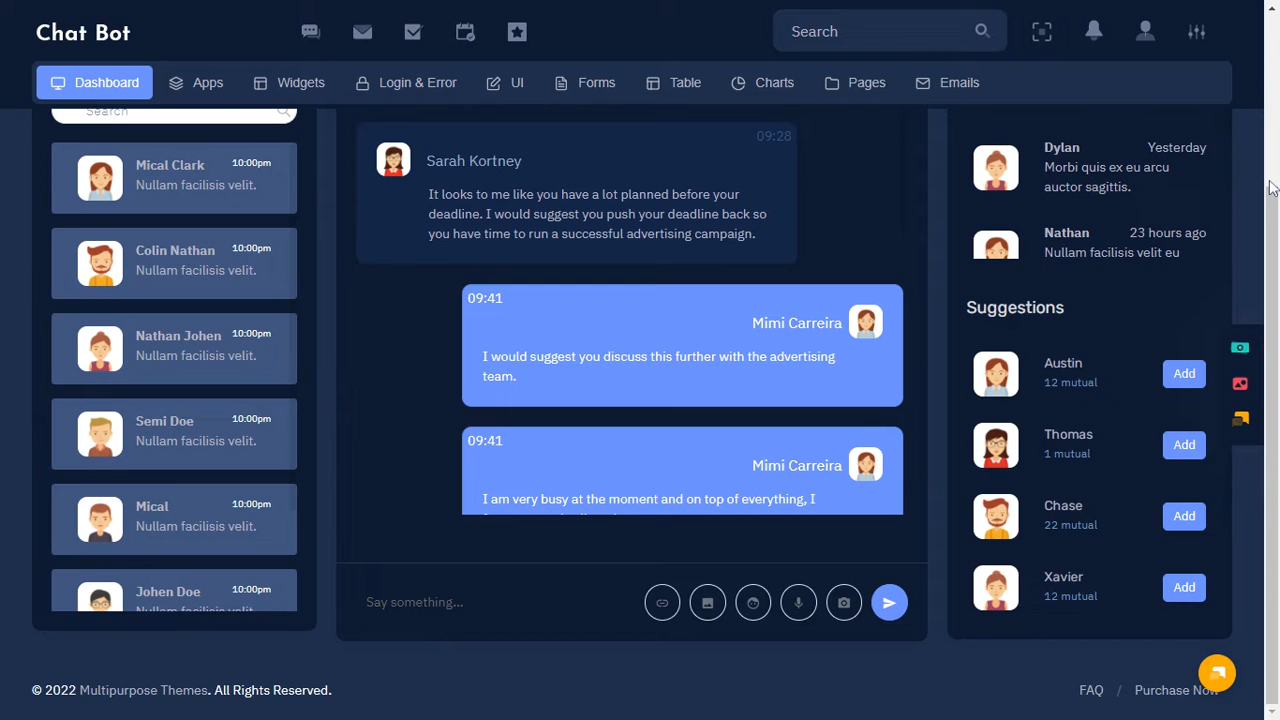 Chat Bot
Search
Dashboard
Apps
Widgets
Login & Error
UI
Forms
Table
Charts
Pages
Emails
Search
Mical Clark
10:00pm
Nullam facilisis velit.
Colin Nathan
10:00pm
Nullam facilisis velit.
Nathan Johen
10:00pm
Nullam facilisis velit.
Semi Doe
10:00pm
Nullam facilisis velit.
Mical
10:00pm
Nullam facilisis velit.
Johen Doe
10:00pm
Nullam facilisis velit.
09:28
Sarah Kortney
It looks to me like you have a lot planned before your
deadline. I would suggest you push your deadline back so
you have time to run a successful advertising campaign.
09:41
Mimi Carreira
I would suggest you discuss this further with the advertising
team.
09:41
Mimi Carreira
I am very busy at the moment and on top of everything, I
Say something...
Dylan
Yesterday
Morbi quis ex eu arcu
auctor sagittis.
Nathan
23 hours ago
Nullam facilisis velit eu
Suggestions
Austin
12 mutual
Add
Thomas
1 mutual
Add
Chase
22 mutual
Add
Xavier
12 mutual
Add
© 2022 Multipurpose Themes. All Rights Reserved.
FAQ / Purchase Now